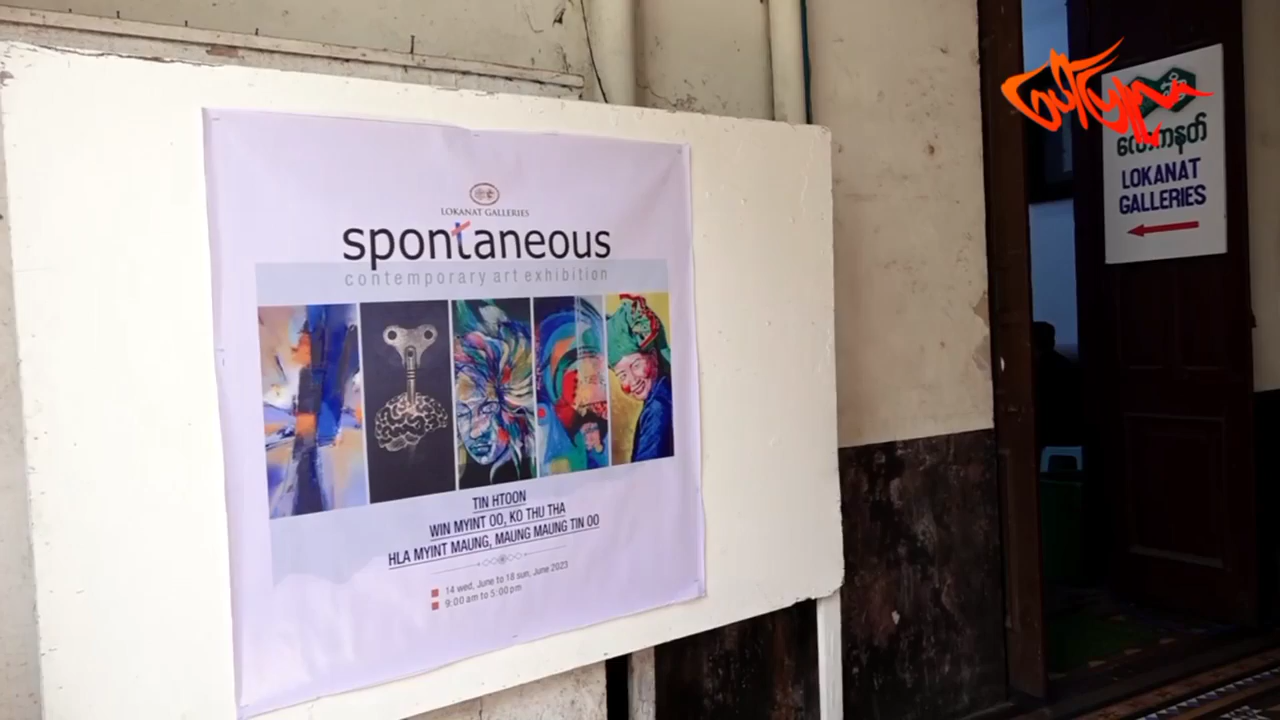 LOKANAT GALLERIES
spontaneous
contemporary art exhibition
TIN HTOON
WIN MYINT OO, KO THU THA
HLA MYINT MAUNG, MAUNG MAUNG TIN OO
14 wed, June to 18 sun, June 2023
9:00 am to 5:00 pm
လောကနတ်
LOKANAT
GALLERIES